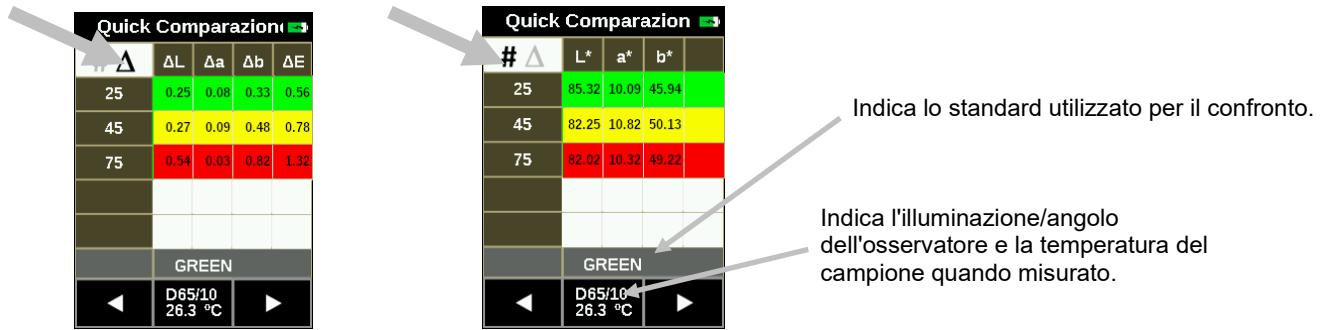 Quick Comparazion
# Δ ΔL Δa Δb ΔE
25 0.25 0.08 0.33 0.56
45 0.27 0.09 0.48 0.78
75 0.54 0.03 0.82 1.32
GREEN
D65/10
26.3 ºC
Quick Comparazion
# Δ L* a* b*
25 85.32 10.09 45.94
45 82.25 10.82 50.13
75 82.02 10.32 49.22
GREEN
D65/10
26.3 ºC
Indica lo standard utilizzato per il confronto.
Indica l'illuminazione/angolo
dell'osservatore e la temperatura del
campione quando misurato.